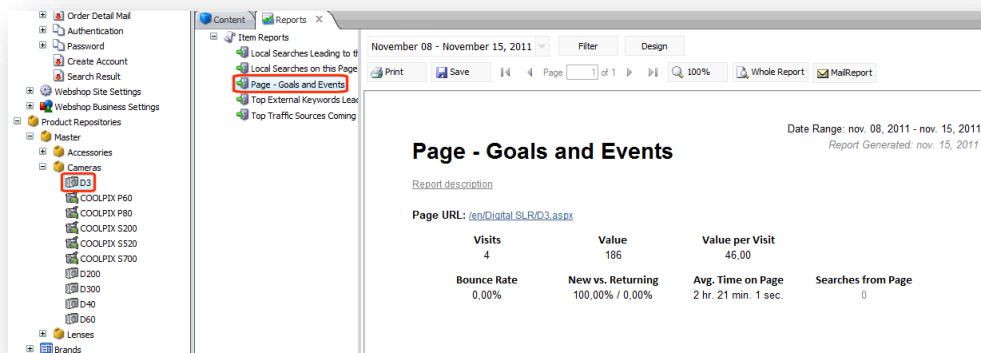 Order Detail Mail
Authentication
Password
Create Account
Search Result
Webshop Site Settings
Webshop Business Settings
Product Repositories
Master
Accessories
Cameras
D3
COOLPIX P60
COOLPIX P80
COOLPIX S200
COOLPIX S520
COOLPIX S700
D200
D300
D40
D60
Lenses
Brands
Content Reports X
Item Reports
Local Searches Leading to th
Local Searches on this Page
Page - Goals and Events
Top External Keywords Lead
Top Traffic Sources Coming
November 08 - November 15, 2011 Filter Design
Print Save Page 1 of 1 100% Whole Report MailReport
Date Range: nov. 08, 2011 - nov. 15, 2011
Report Generated: nov. 15, 2011
Page - Goals and Events
Report description
Page URL: /en/Digital SLR/D3.aspx
Visits Value Value per Visit
4 186 46,00
Bounce Rate New vs. Returning Avg. Time on Page Searches from Page
0,00% 100,00% / 0,00% 2 hr. 21 min. 1 sec. 0